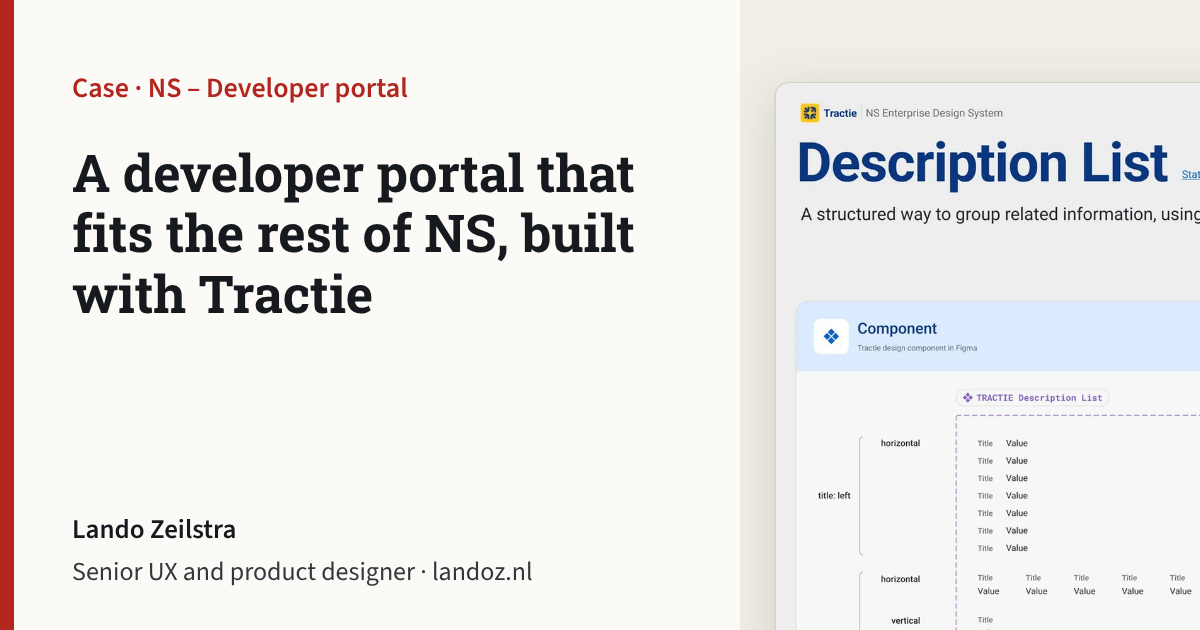 Case · NS – Developer portal
A developer portal that
fits the rest of NS, built
with Tractie
Lando Zeilstra
Senior UX and product designer · landoz.nl
Tractie NS Enterprise Design System
Description List Stat
A structured way to group related information, using
Component
Tractie design component in Figma
TRACTIE Description List
horizontal
Title Value
Title Value
Title Value
title: left
Title Value
Title Value
Title Value
Title Value
horizontal
Title Title Title Title Title
Value Value Value Value Value
vertical
Title